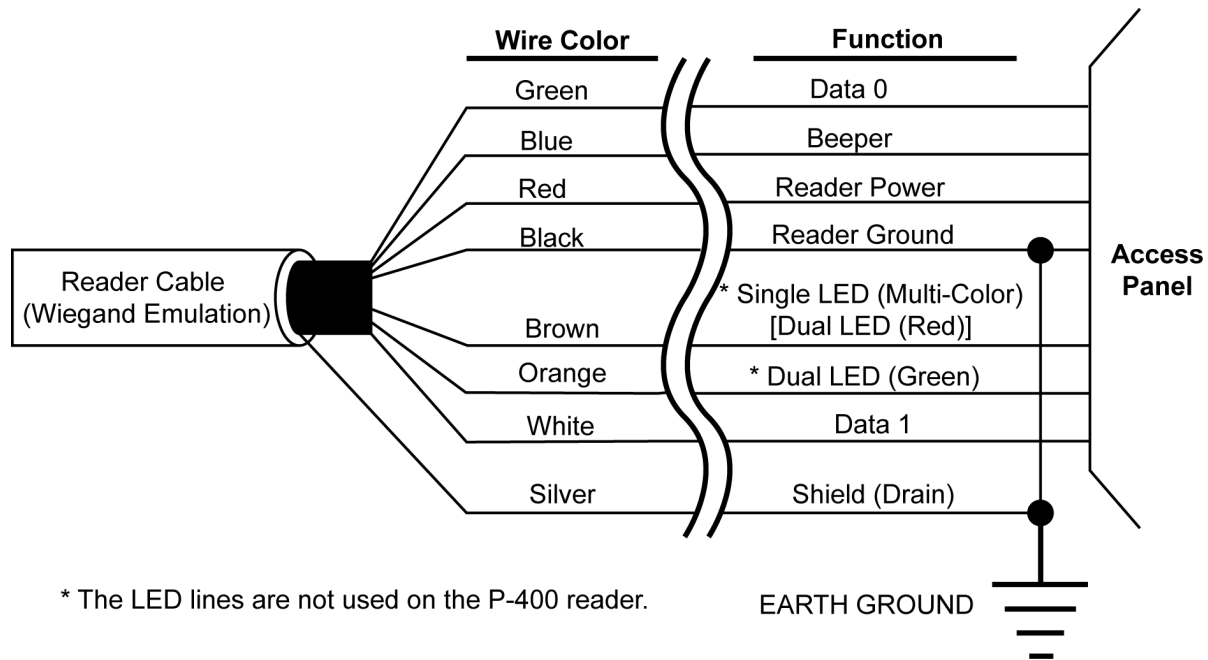 Wire Color Function
Green Data 0
Blue Beeper
Red Reader Power
Black Reader Ground
Access
Panel
Reader Cable
(Wiegand Emulation)
* Single LED (Multi-Color)
[Dual LED (Red)]
Brown
Orange * Dual LED (Green)
White Data 1
Silver Shield (Drain)
* The LED lines are not used on the P-400 reader.
EARTH GROUND